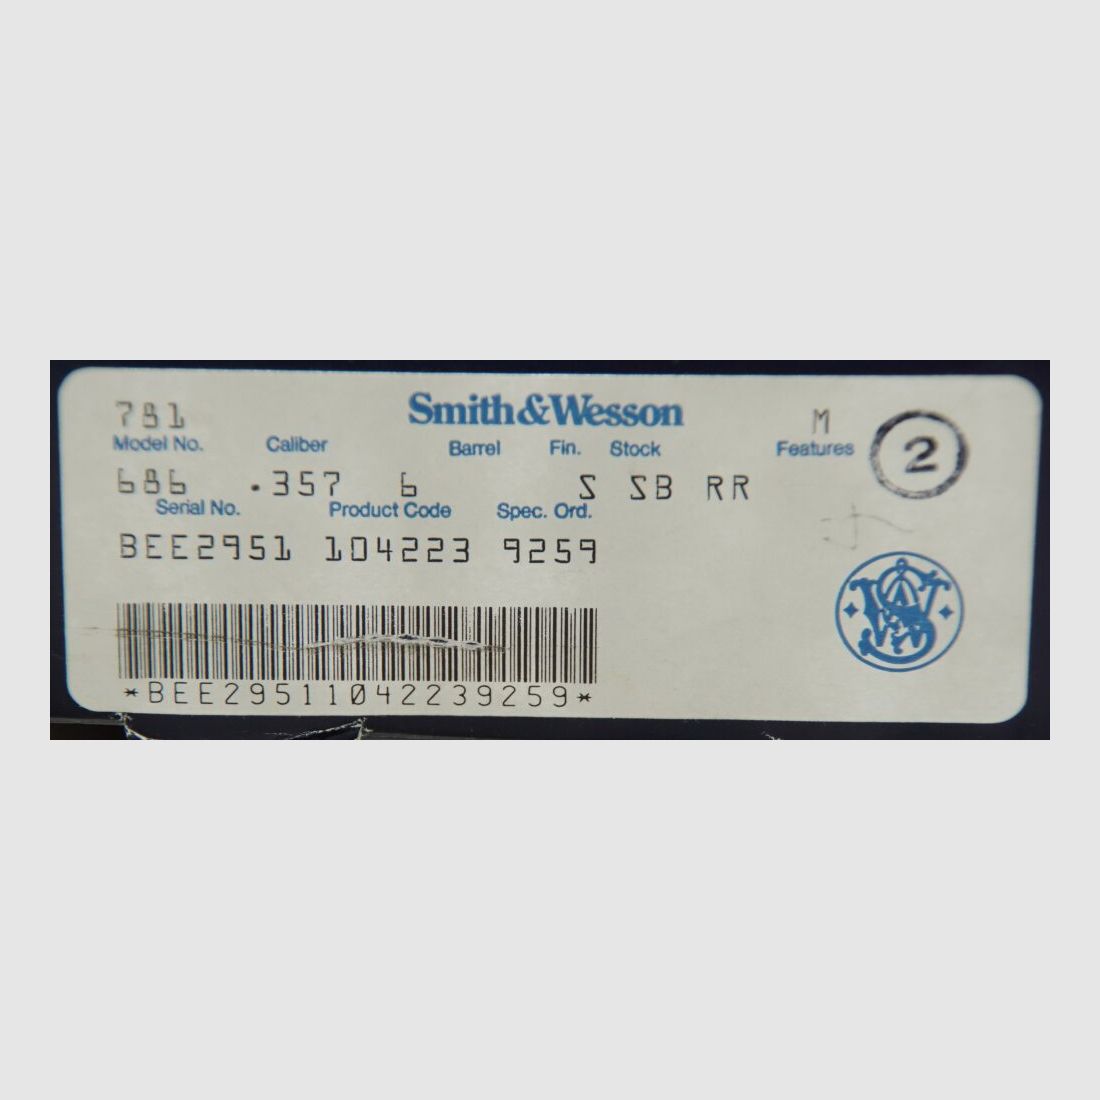 Smith & Wesson
781 M
Model No. Caliber Barrel Fin. Stock Features 2
686 .357 6 S SB RR
Serial No. Product Code Spec. Ord.
BEE2951 104223 9259
*BEE29511042239259*